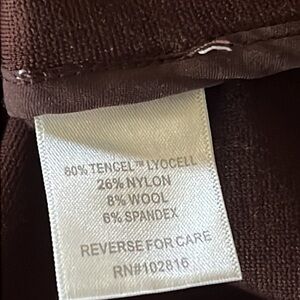 60% TENCEL™ LYOCELL
26% NYLON
8% WOOL
6% SPANDEX
REVERSE FOR CARE
RN#102816